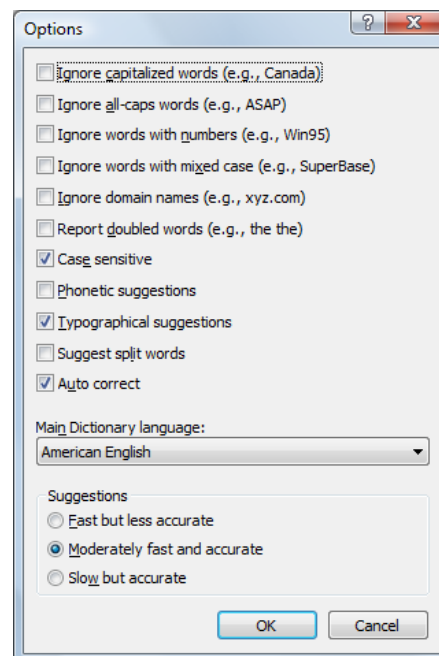 Options
Ignore capitalized words (e.g., Canada)
Ignore all-caps words (e.g., ASAP)
Ignore words with numbers (e.g., Win95)
Ignore words with mixed case (e.g., SuperBase)
Ignore domain names (e.g., xyz.com)
Report doubled words (e.g., the the)
Case sensitive
Phonetic suggestions
Typographical suggestions
Suggest split words
Auto correct
Main Dictionary language:
American English
Suggestions
Fast but less accurate
Moderately fast and accurate
Slow but accurate
OK Cancel